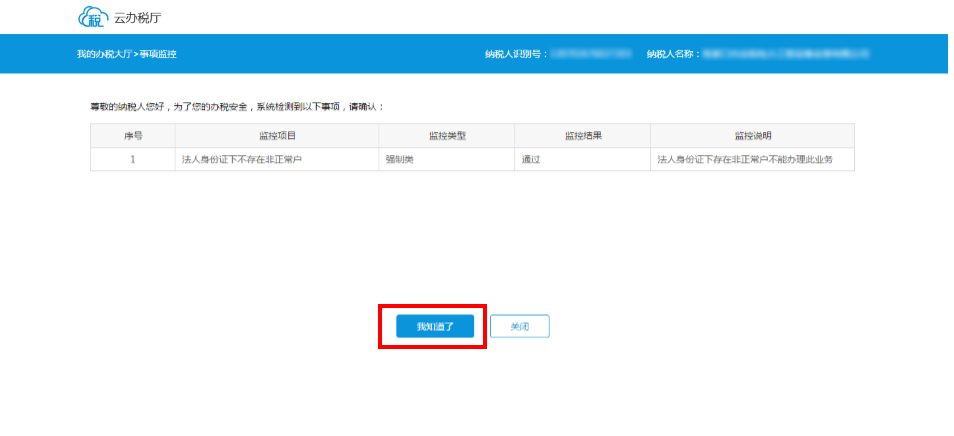 税 云办税厅
我的办税大厅>事项监控 纳税人识别号： 纳税人名称：
尊敬的纳税人您好，为了您的办税安全，系统检测到以下事项，请确认：
序号 监控项目 监控类型 监控结果 监控说明
1 法人身份证下不存在非正常户 强制类 通过 法人身份证下存在非正常户不能办理此业务
我知道了 关闭